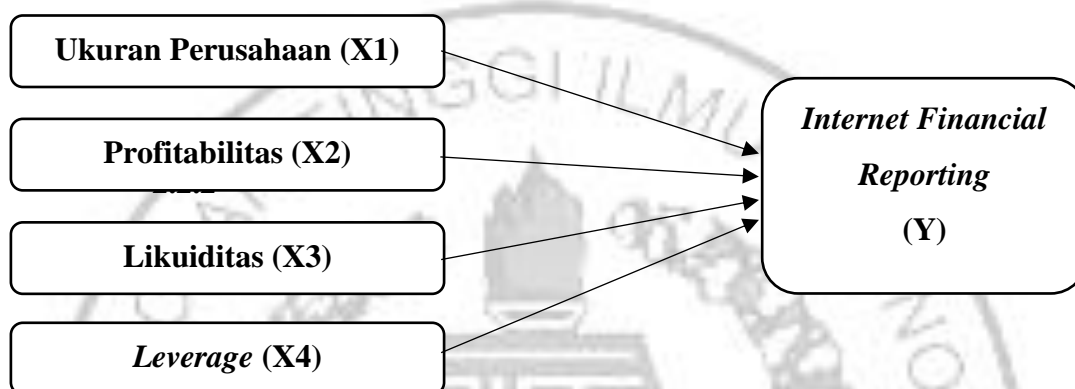 Ukuran Perusahaan (X1)
Profitabilitas (X2)
Likuiditas (X3)
Leverage (X4)
Internet Financial
Reporting
(Y)